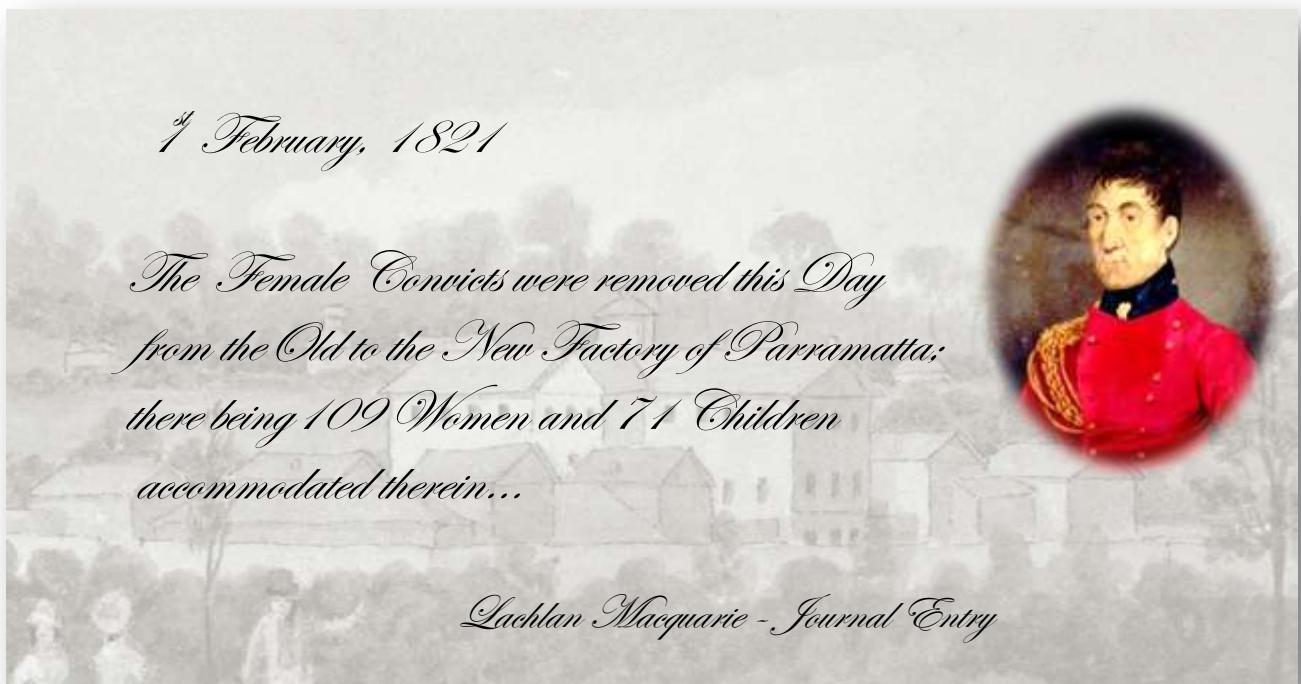 1st February, 1821
The Female Convicts were removed this Day
from the Old to the New Factory of Parramatta;
there being 109 Women and 71 Children
accommodated therein...
Lachlan Macquarie - Journal Entry